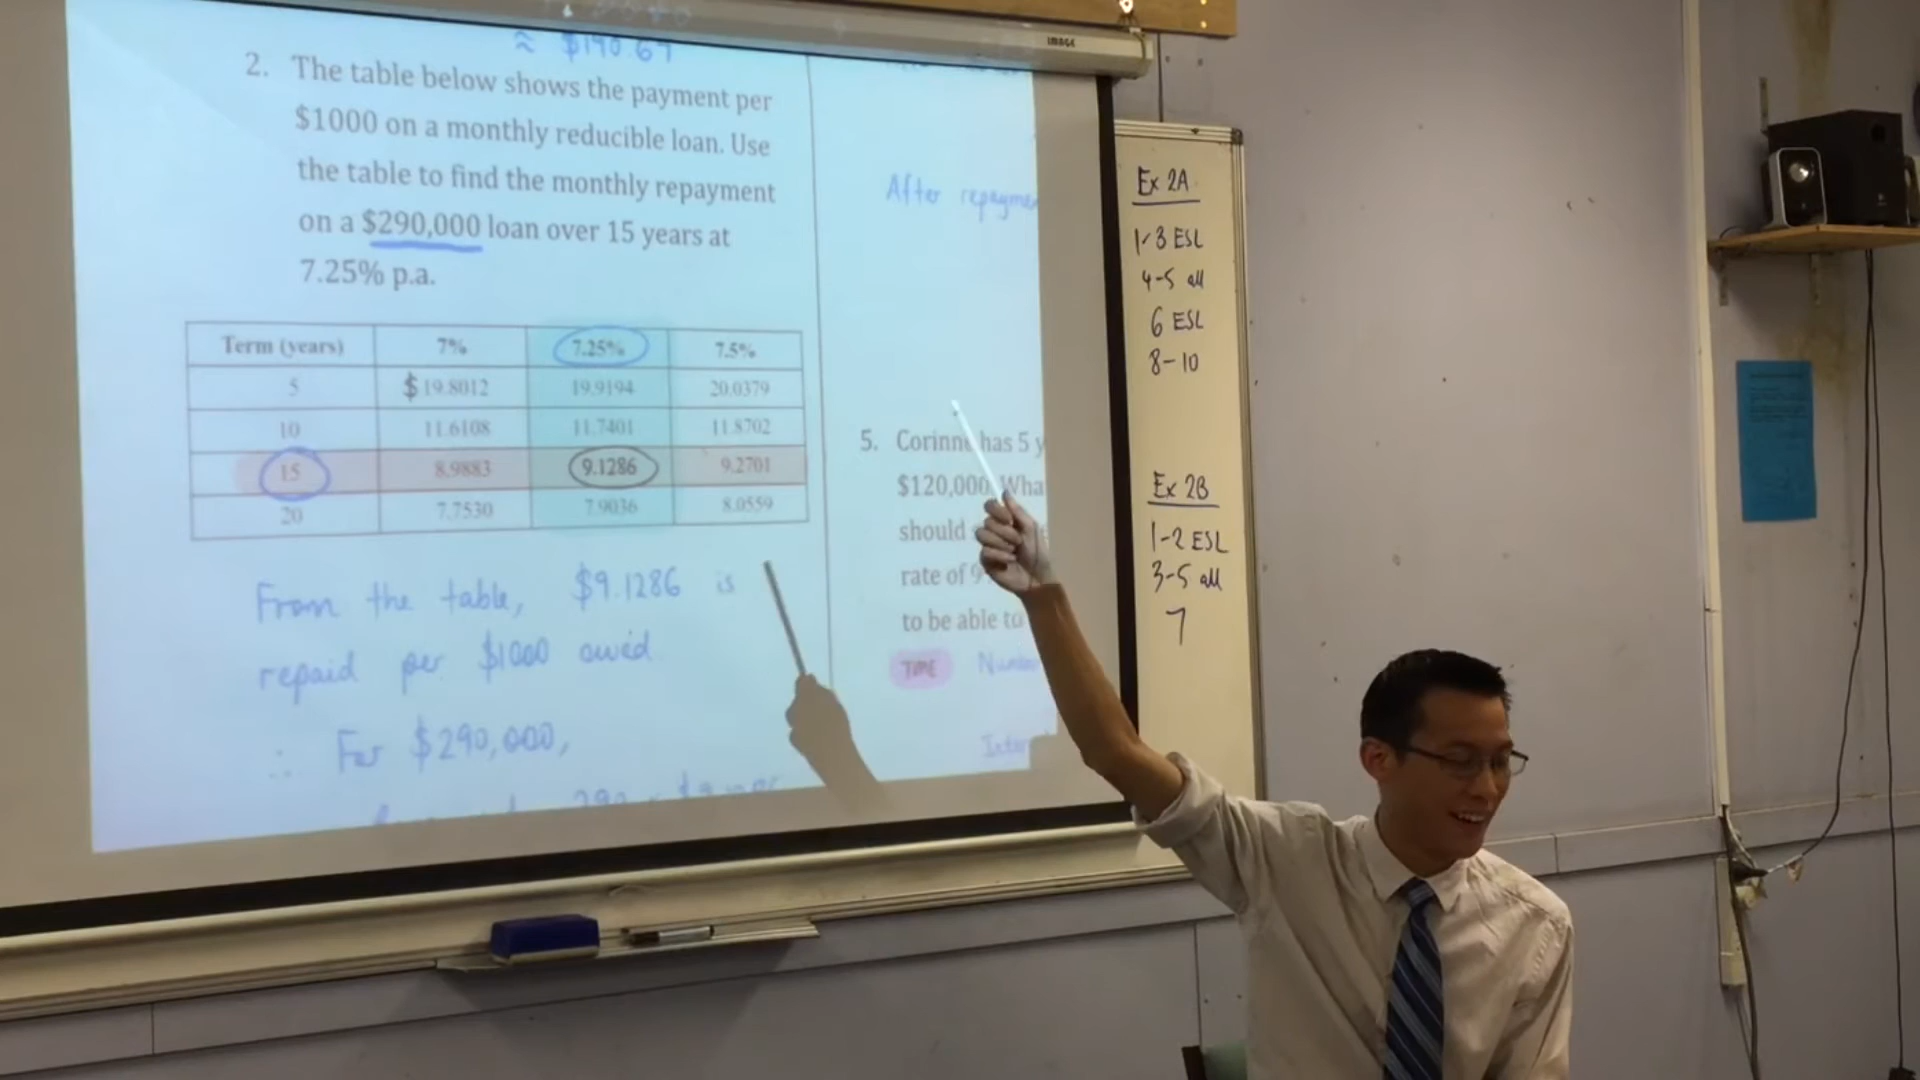 ≈ $190.67
2. The table below shows the payment per
$1000 on a monthly reducible loan. Use
the table to find the monthly repayment
on a $290,000 loan over 15 years at
7.25% p.a.
Term (years) 7% 7.25% 7.5%
5 $19.8012 19.9194 20.0379
10 11.6108 11.7401 11.8702
15 8.9883 9.1286 9.2701
20 7.7530 7.9036 8.0559
From the table, $9.1286 is
repaid per $1000 owed
∴ For $290,000,
After
5. Corinne has 5
$120,000.
should
rate of 9
to be able to
TIME
IMAGE
Ex 2A
1-3 ESL
4-5 all
6 ESL
8-10
Ex 2B
1-2 ESL
3-5 all
7